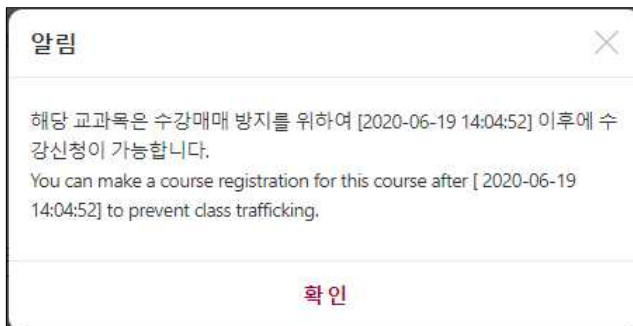 알림
해당 교과목은 수강매매 방지를 위하여 [2020-06-19 14:04:52] 이후에 수
강신청이 가능합니다.
You can make a course registration for this course after [ 2020-06-19
14:04:52] to prevent class trafficking.
확인